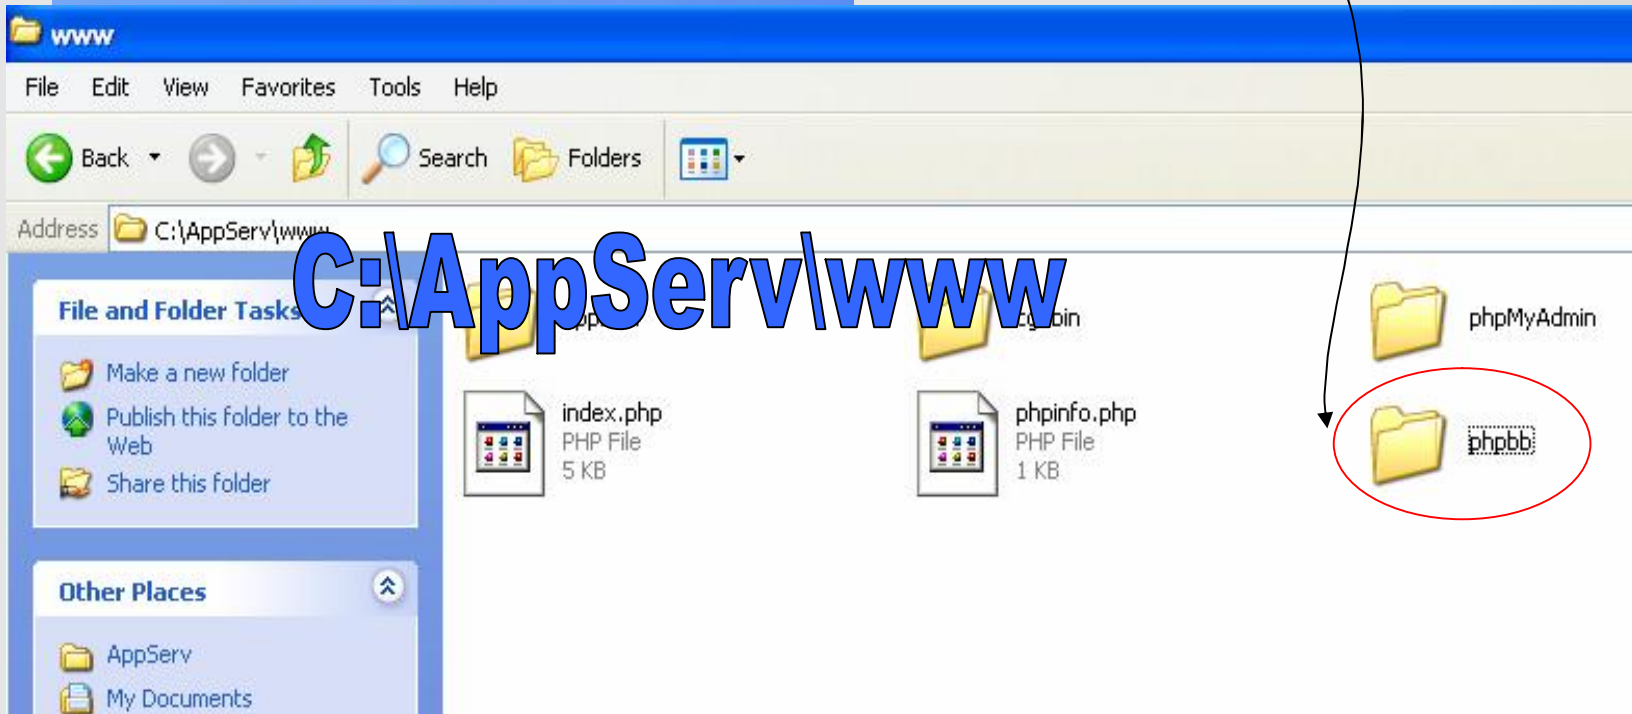 www
File Edit View Favorites Tools Help
Back Search Folders
Address C:\AppServ\www
C:\AppServ\www
File and Folder Tasks
Make a new folder
Publish this folder to the
Web
Share this folder
Other Places
AppServ
My Documents
phpMyAdmin
index.php
PHP File
5 KB
phpinfo.php
PHP File
1 KB
phpbb